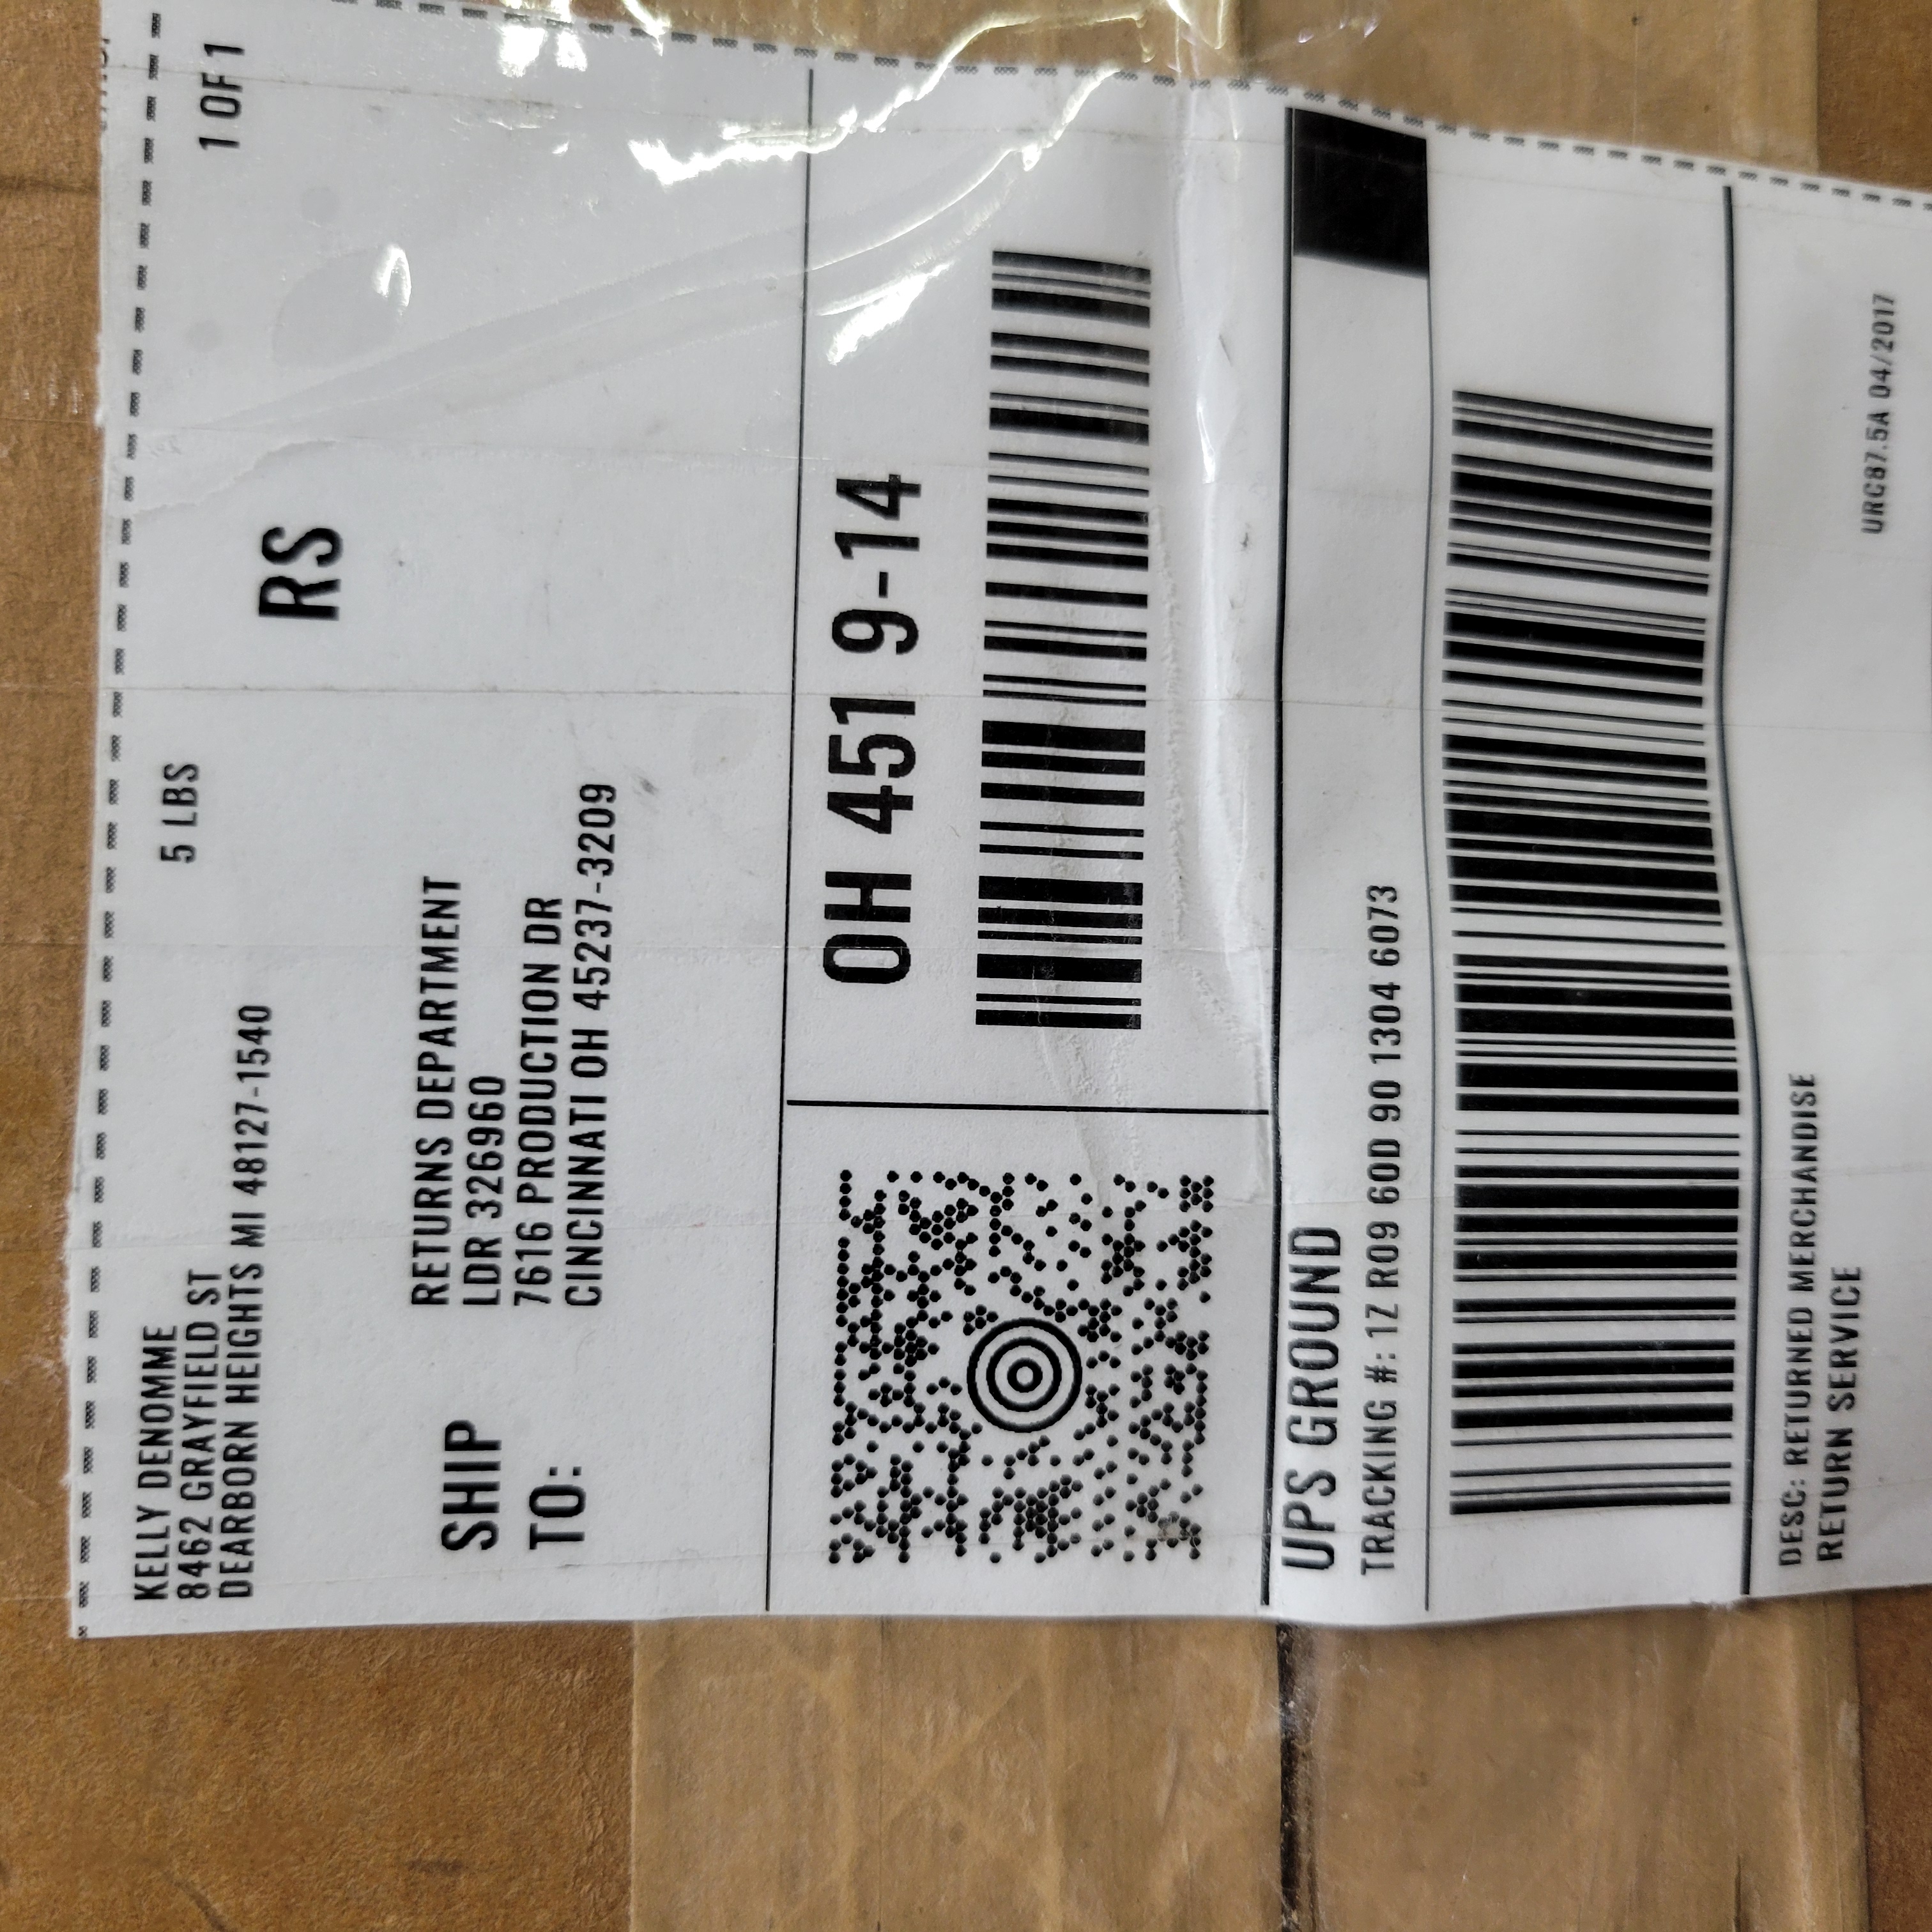 KELLY DENOMME
8462 GRAYFIELD ST
DEARBORN HEIGHTS MI 48127-1540
5 LBS
1 OF 1
RS
SHIP
TO:
RETURNS DEPARTMENT
LDR 326960
7616 PRODUCTION DR
CINCINNATI OH 45237-3209
OH 451 9-14
UPS GROUND
TRACKING #: 1Z R09 60D 90 1304 6073
DESC: RETURNED MERCHANDISE
RETURN SERVICE
URC87.5A 04/2017